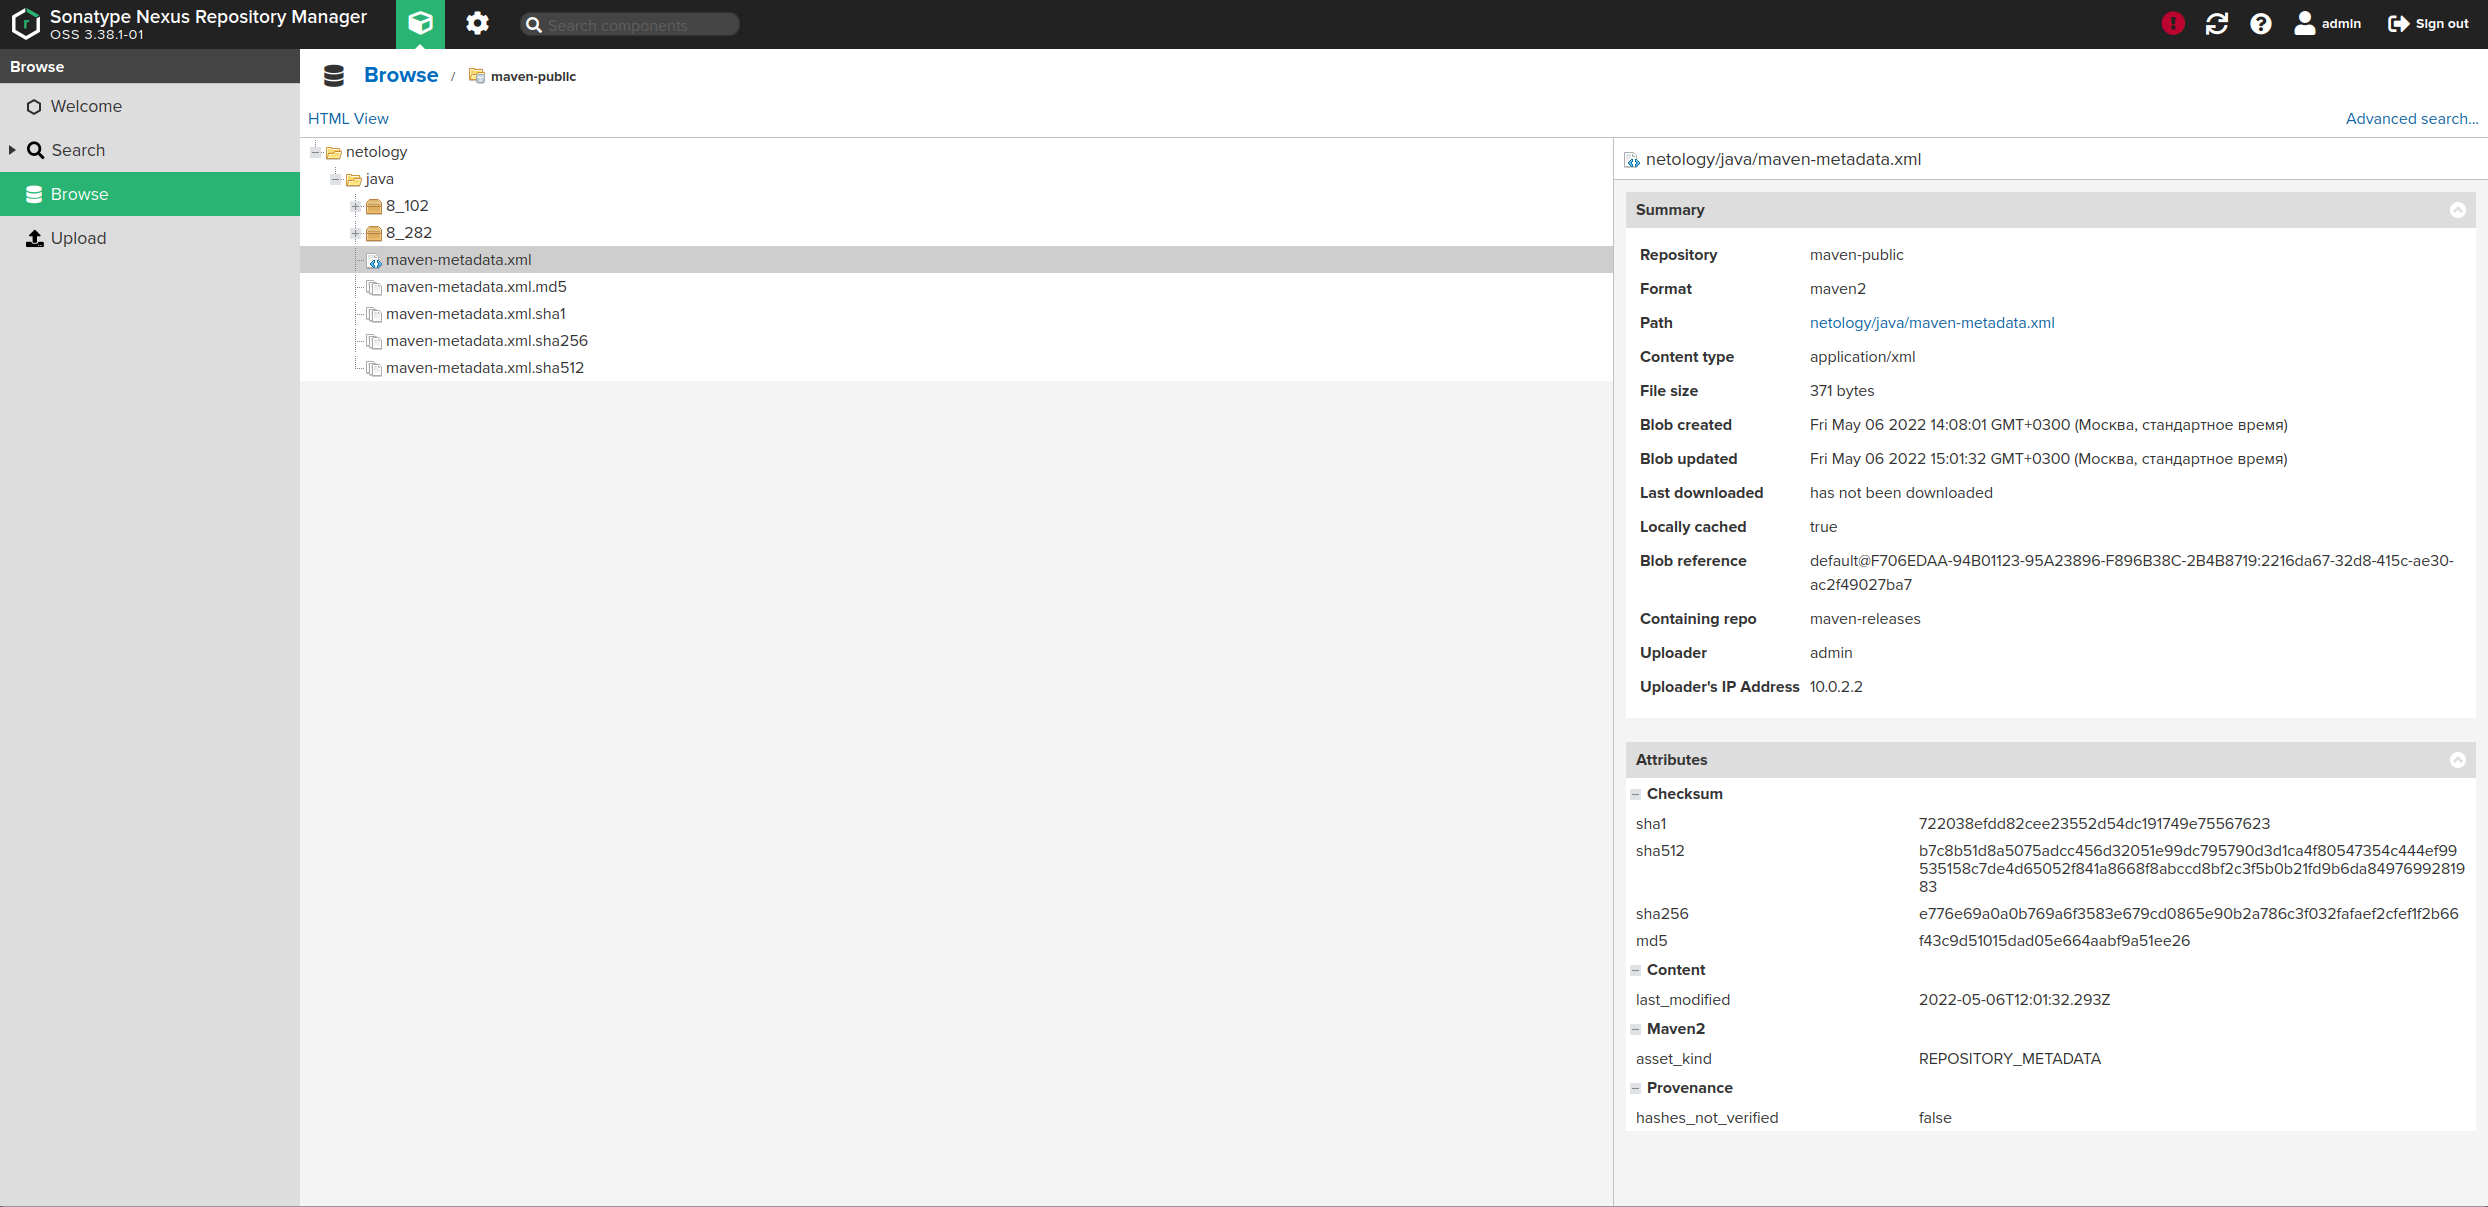 Sonatype Nexus Repository Manager
OSS 3.38.1-01
Search components
admin
Sign out
Browse
Welcome
Search
Browse
Upload
Browse / maven-public
HTML View
Advanced search...
netology
java
8_102
8_282
maven-metadata.xml
maven-metadata.xml.md5
maven-metadata.xml.sha1
maven-metadata.xml.sha256
maven-metadata.xml.sha512
netology/java/maven-metadata.xml
Summary
Repository maven-public
Format maven2
Path netology/java/maven-metadata.xml
Content type application/xml
File size 371 bytes
Blob created Fri May 06 2022 14:08:01 GMT+0300 (Москва, стандартное время)
Blob updated Fri May 06 2022 15:01:32 GMT+0300 (Москва, стандартное время)
Last downloaded has not been downloaded
Locally cached true
Blob reference default@F706EDAA-94B01123-95A23896-F896B38C-2B4B8719:2216da67-32d8-415c-ae30-
ac2f49027ba7
Containing repo maven-releases
Uploader admin
Uploader's IP Address 10.0.2.2
Attributes
Checksum
sha1 722038efdd82cee23552d54dc191749e75567623
sha512 b7c8b51d8a5075adcc456d32051e99dc795790d3d1ca4f80547354c444ef99
535158c7de4d65052f841a8668f8abccd8bf2c3f5b0b21fd9b6da84976992819
83
sha256 e776e69a0a0b769a6f3583e679cd0865e90b2a786c3f032fafaef2cfef1f2b66
md5 f43c9d51015dad05e664aabf9a51ee26
Content
last_modified 2022-05-06T12:01:32.293Z
Maven2
asset_kind REPOSITORY_METADATA
Provenance
hashes_not_verified false